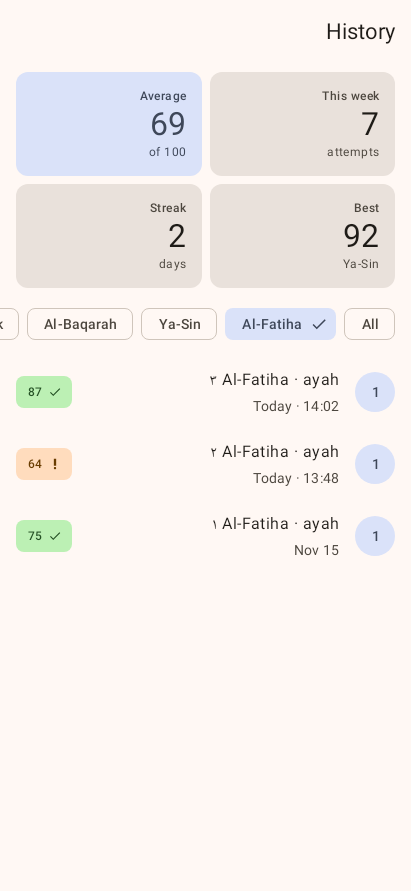 History
This week
7
attempts
Average
69
of 100
Best
92
Ya-Sin
Streak
2
days
All
Al-Fatiha
Ya-Sin
Al-Baqarah
k
1
Al-Fatiha · ayah ٣
Today · 14:02
87
1
Al-Fatiha · ayah ٢
Today · 13:48
64 !
1
Al-Fatiha · ayah ١
Nov 15
75